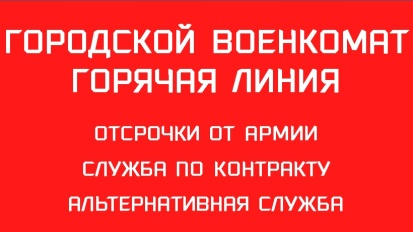 ГОРОДСКОЙ ВОЕНКОМАТ
ГОРЯЧАЯ ЛИНИЯ
ОТСРОЧКИ ОТ АРМИИ
СЛУЖБА ПО КОНТРАКТУ
АЛЬТЕРНАТИВНАЯ СЛУЖБА